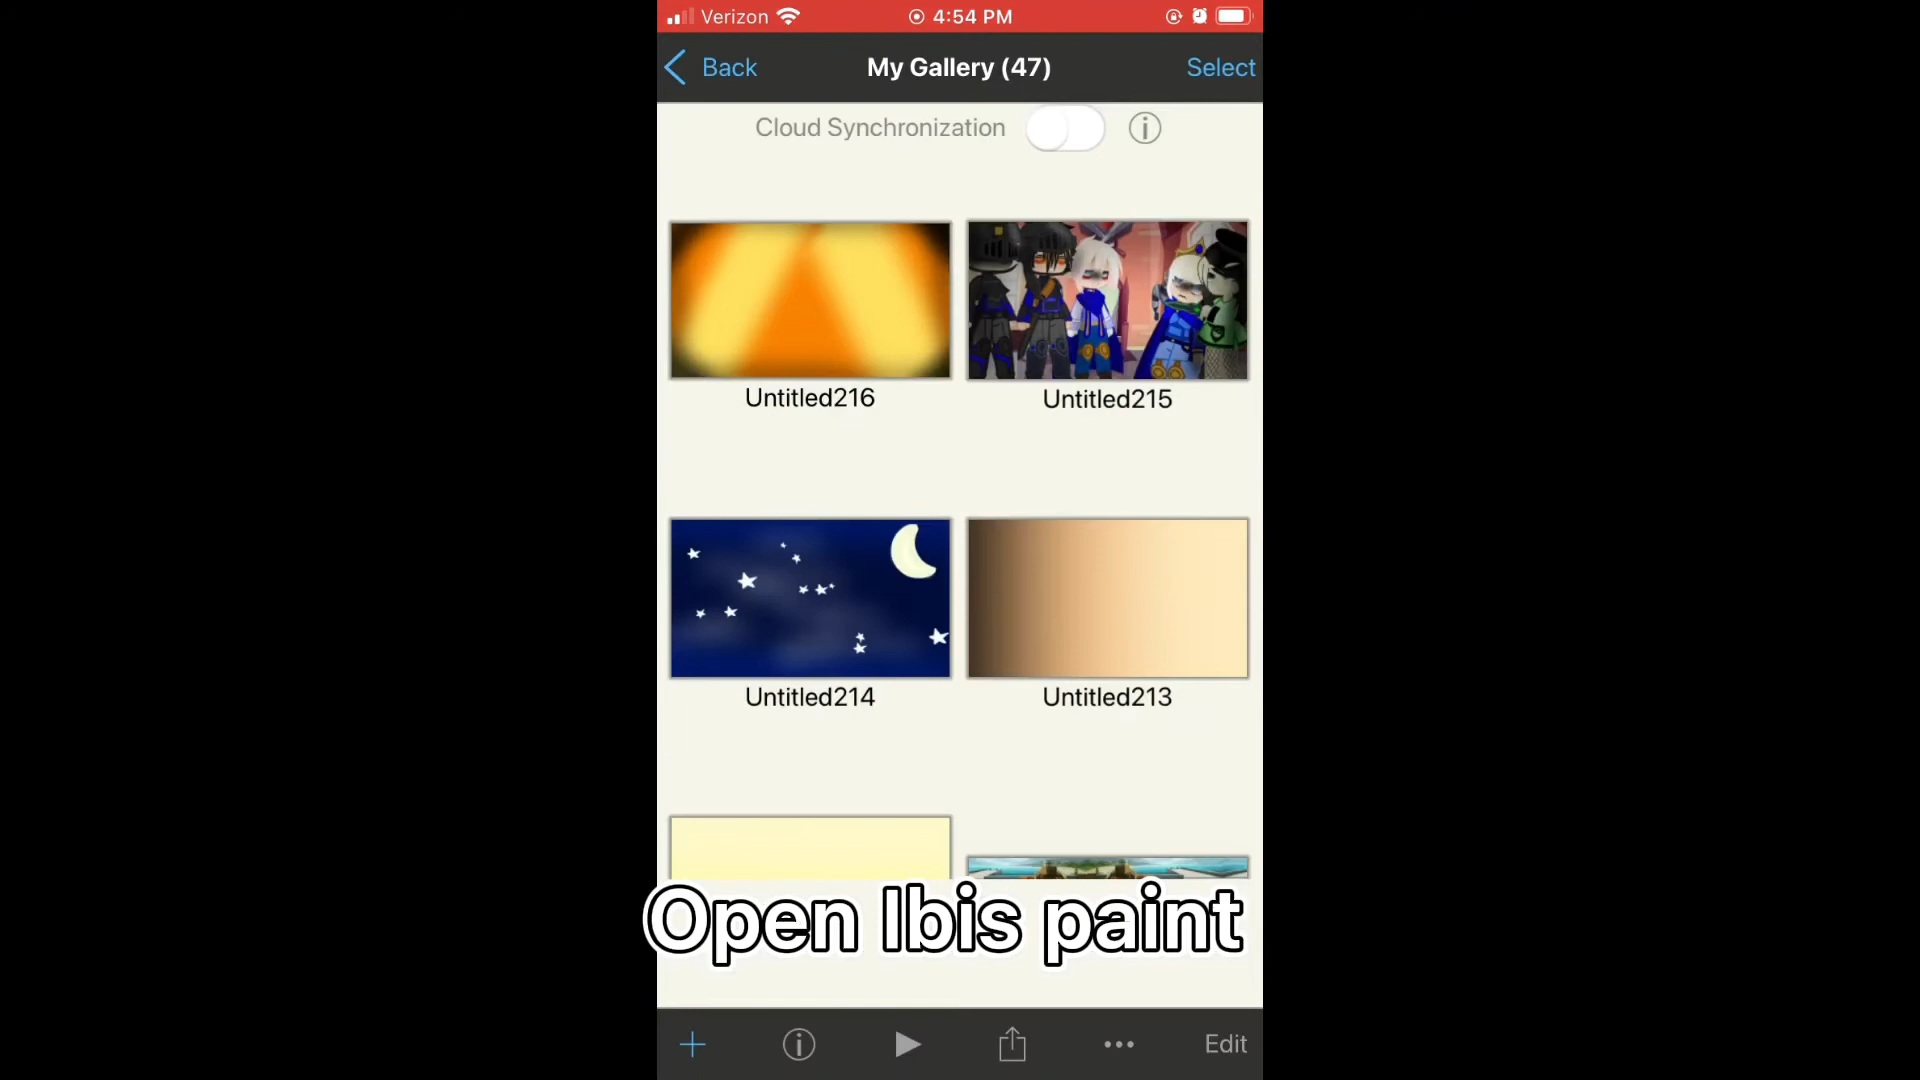 Verizon 4:54 PM
Back My Gallery (47) Select
Cloud Synchronization
Untitled216 Untitled215
Untitled214 Untitled213
Open Ibis paint
Edit